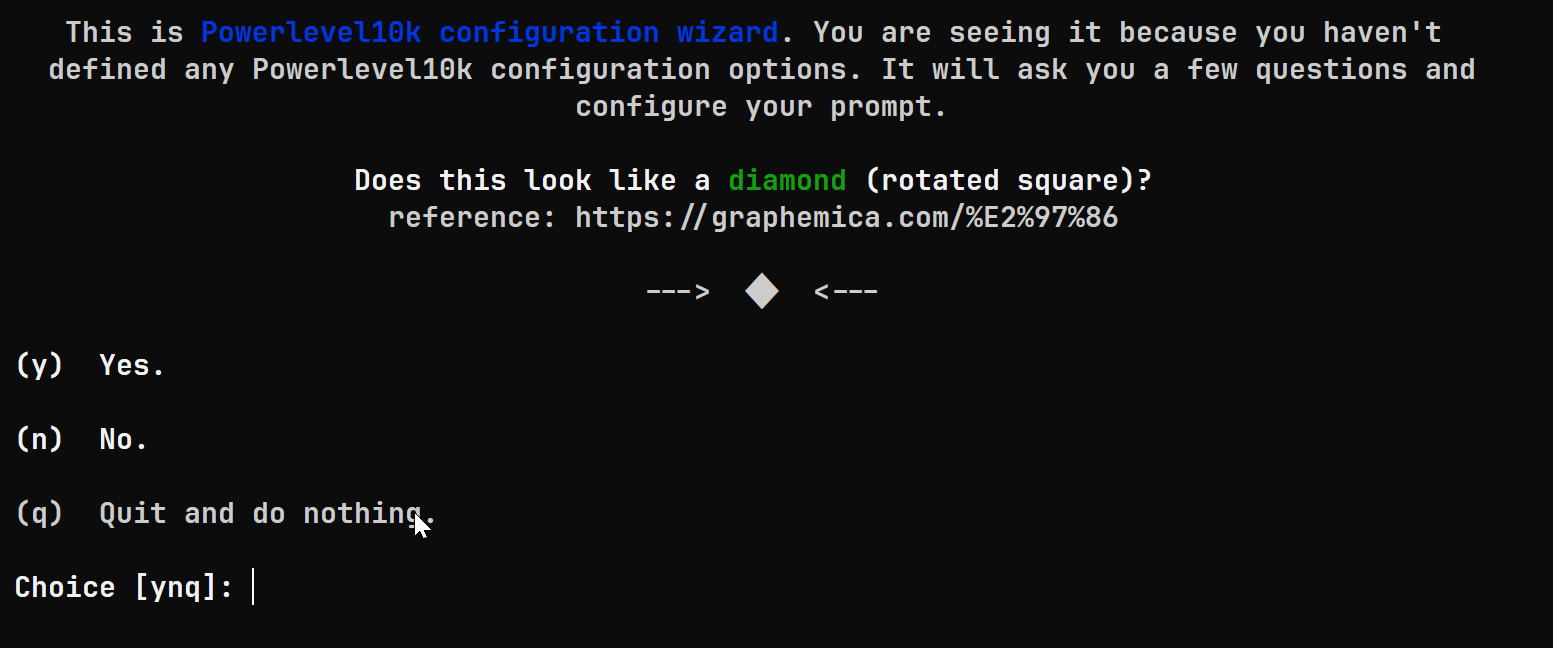 This is Powerlevel10k configuration wizard. You are seeing it because you haven't
defined any Powerlevel10k configuration options. It will ask you a few questions and
configure your prompt.
Does this look like a diamond (rotated square)?
reference: https://graphemica.com/%E2%97%86
---> ◆ <---
(y) Yes.
(n) No.
(q) Quit and do nothing.
Choice [ynq]: